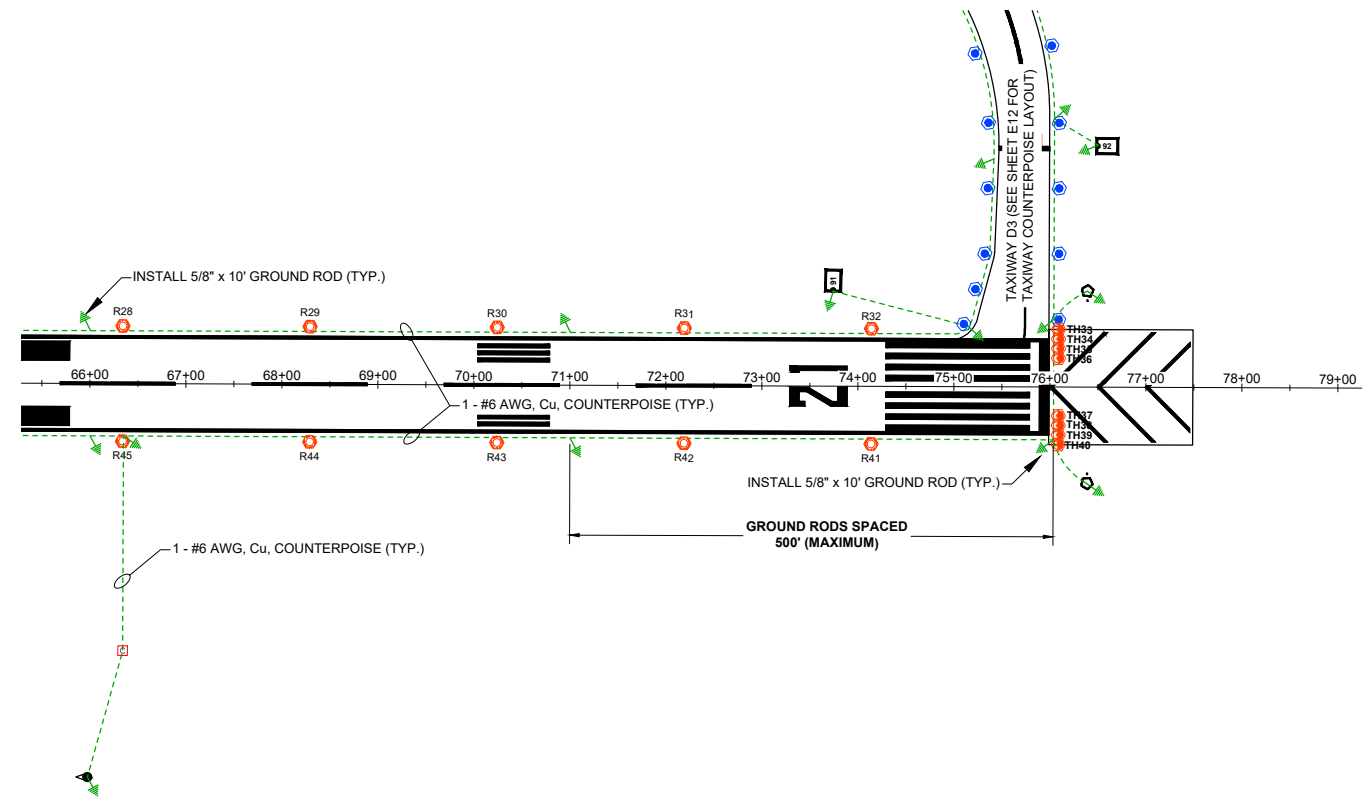 TAXIWAY D3 (SEE SHEET E12 FOR
TAXIWAY COUNTERPOISE LAYOUT)
92
91
INSTALL 5/8" x 10' GROUND ROD (TYP.)
R28
R29
R30
R31
R32
TH33
TH34
TH35
TH36
66+00
67+00
68+00
69+00
70+00
71+00
72+00
73+00
74+00
75+00
76+00
77+00
78+00
79+00
21
1 - #6 AWG, Cu, COUNTERPOISE (TYP.)
TH37
TH38
TH39
TH40
R45
R44
R43
R42
R41
INSTALL 5/8" x 10' GROUND ROD (TYP.)
GROUND RODS SPACED
500' (MAXIMUM)
1 - #6 AWG, Cu, COUNTERPOISE (TYP.)
C